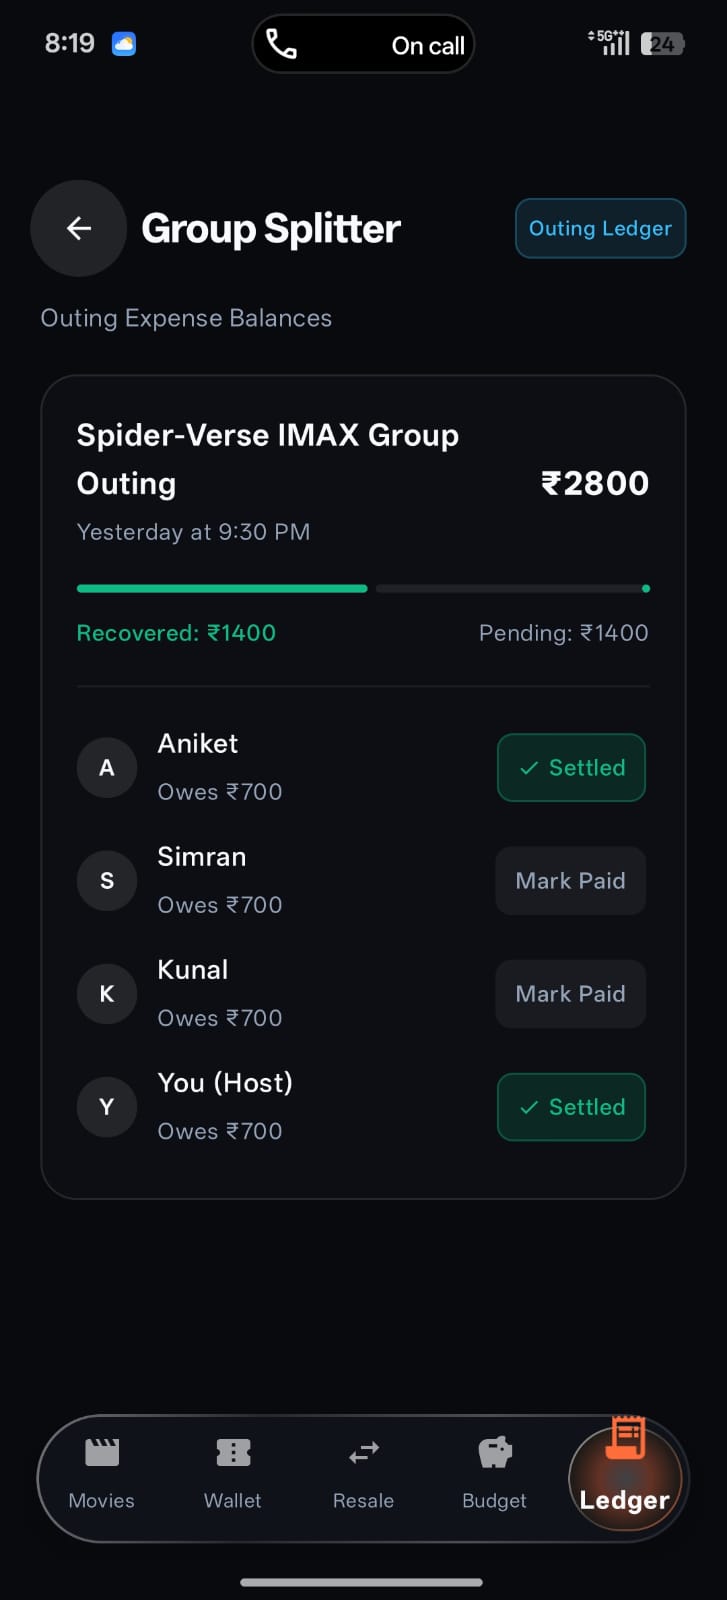 8:19
On call
5G++
24
Group Splitter
Outing Ledger
Outing Expense Balances
Spider-Verse IMAX Group
Outing
₹2800
Yesterday at 9:30 PM
Recovered: ₹1400
Pending: ₹1400
A
Aniket
Owes ₹700
Settled
S
Simran
Owes ₹700
Mark Paid
K
Kunal
Owes ₹700
Mark Paid
Y
You (Host)
Owes ₹700
Settled
Movies
Wallet
Resale
Budget
Ledger